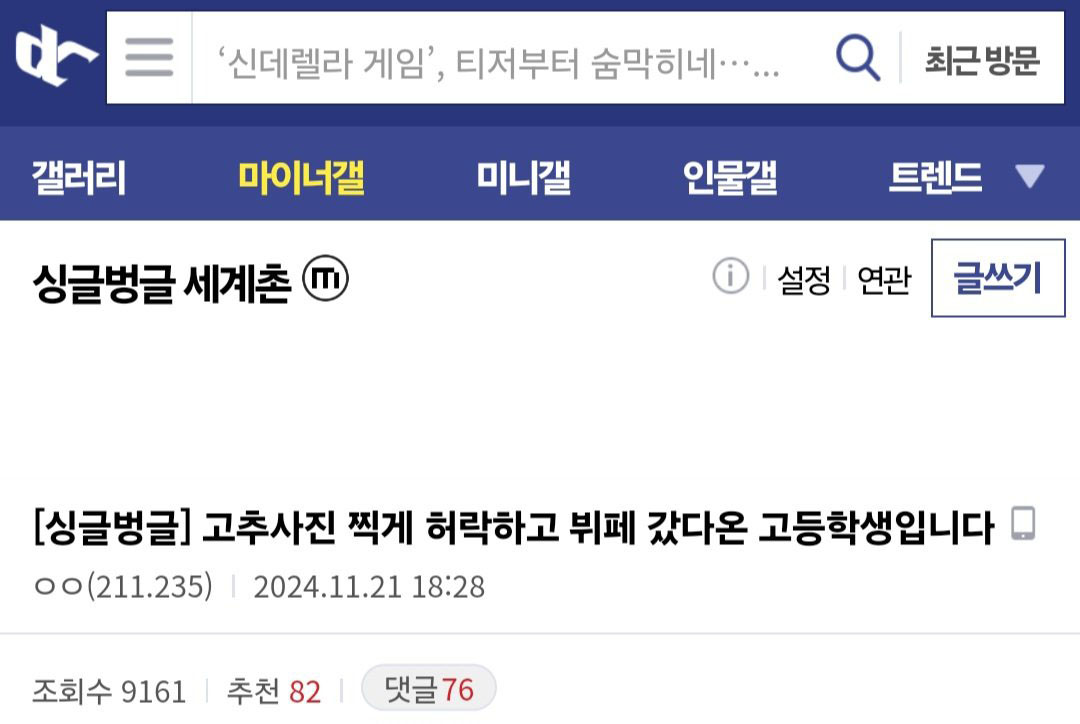 ‘신데렐라 게임’, 티저부터 숨막히네…... 최근 방문
갤러리 마이너갤 미니갤 인물갤 트렌드 ▼
싱글벙글 세계촌 ⓜ ⓘ 설정 연관 글쓰기
[싱글벙글] 고추사진 찍게 허락하고 뷔페 갔다온 고등학생입니다
ㅇㅇ(211.235) 2024.11.21 18:28
조회수 9161 추천 82 댓글 76